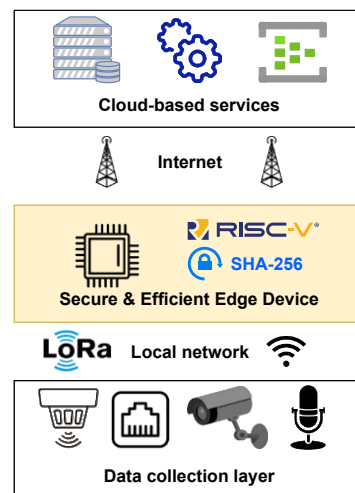 Cloud-based services
Internet
RISC-V®
SHA-256
Secure & Efficient Edge Device
LoRa Local network
Data collection layer